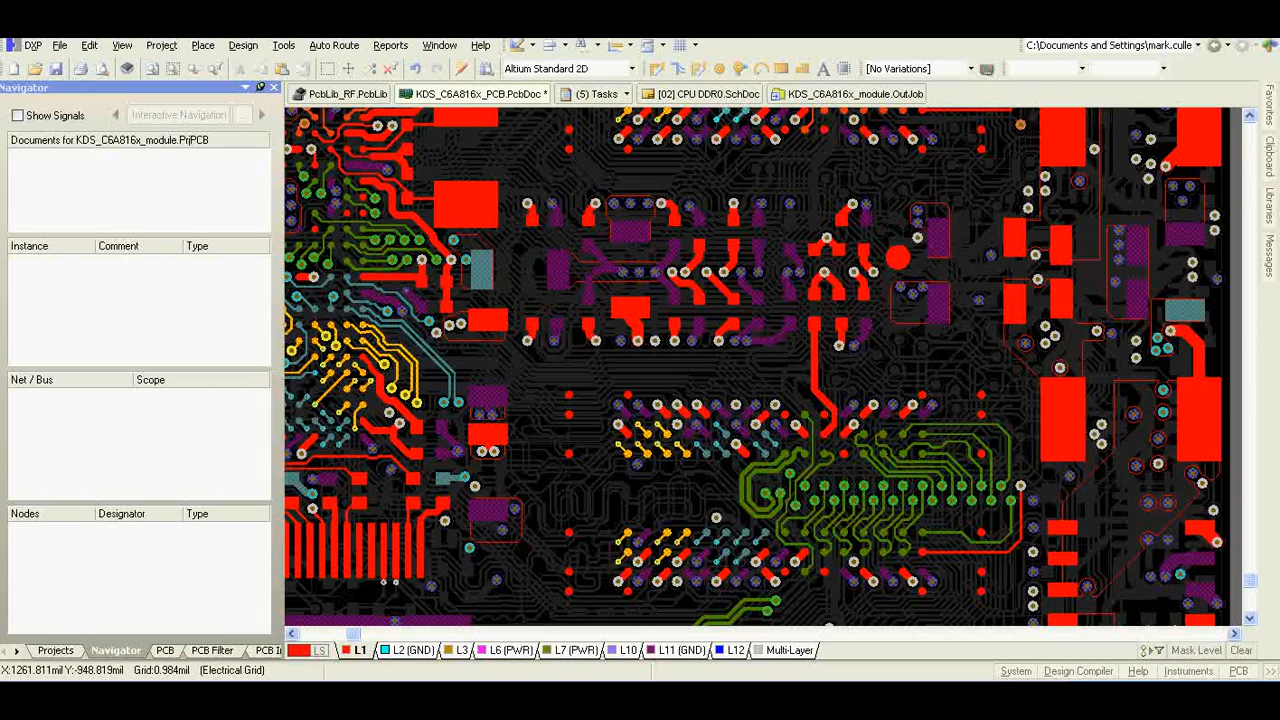 DXP File Edit View Project Place Design Tools Auto Route Reports Window Help C:\Documents and Settings\mark.culle
Altium Standard 2D [No Variations]
Navigator PcbLib_RF.PcbLib KDS_C6A816x_PCB.PcbDoc * (5) Tasks [02] CPU DDR0.SchDoc KDS_C6A816x_module.OutJob
Show Signals Interactive Navigation ...
Documents for KDS_C6A816x_module.PrjPCB
Instance Comment Type
Net / Bus Scope
Nodes Designator Type
Favorites
Clipboard
Libraries
Messages
Projects Navigator PCB PCB Filter PCB I LS L1 L2 (GND) L3 L6 (PWR) L7 (PWR) L10 L11 (GND) L12 Multi-Layer Mask Level Clear
X:1261.811mil Y:-948.819mil Grid:0.984mil (Electrical Grid) System Design Compiler Help Instruments PCB >>